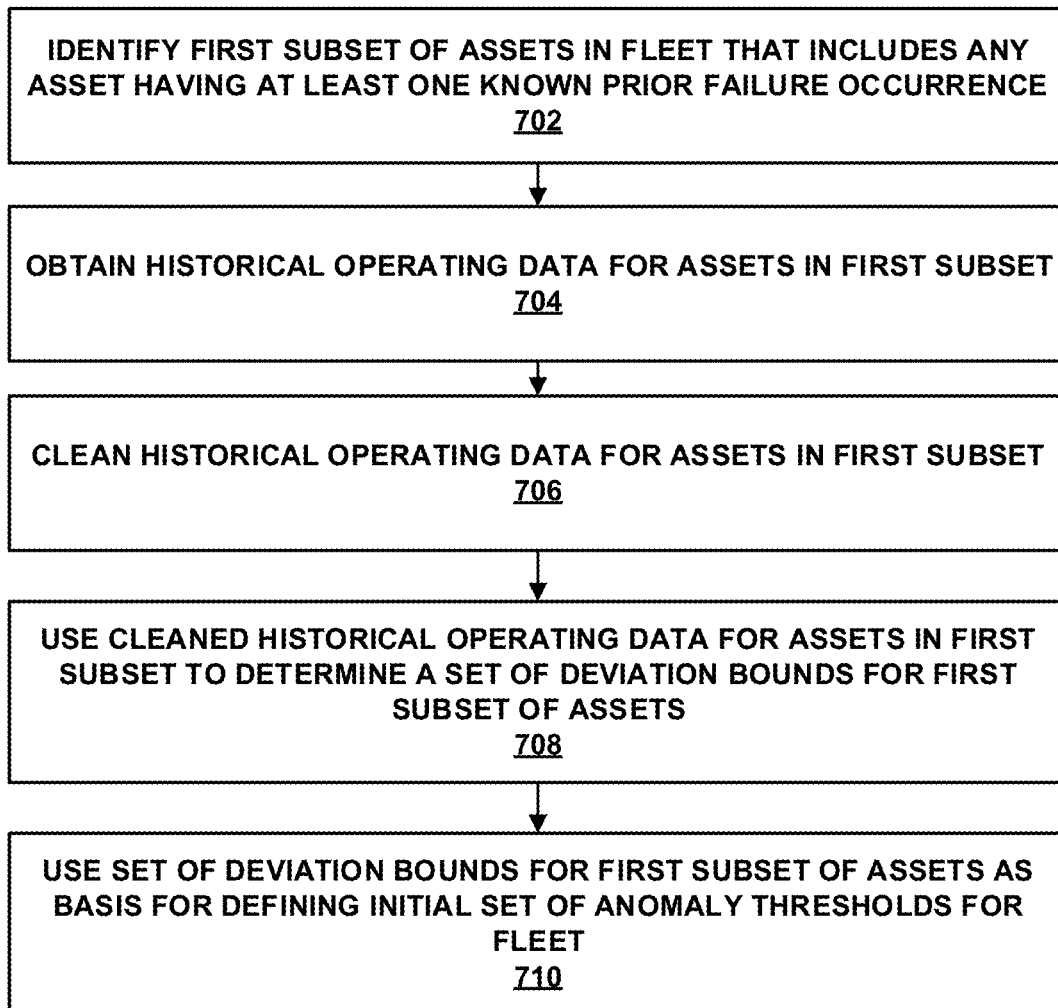 IDENTIFY FIRST SUBSET OF ASSETS IN FLEET THAT INCLUDES ANY
ASSET HAVING AT LEAST ONE KNOWN PRIOR FAILURE OCCURRENCE
702
OBTAIN HISTORICAL OPERATING DATA FOR ASSETS IN FIRST SUBSET
704
CLEAN HISTORICAL OPERATING DATA FOR ASSETS IN FIRST SUBSET
706
USE CLEANED HISTORICAL OPERATING DATA FOR ASSETS IN FIRST
SUBSET TO DETERMINE A SET OF DEVIATION BOUNDS FOR FIRST
SUBSET OF ASSETS
708
USE SET OF DEVIATION BOUNDS FOR FIRST SUBSET OF ASSETS AS
BASIS FOR DEFINING INITIAL SET OF ANOMALY THRESHOLDS FOR
FLEET
710